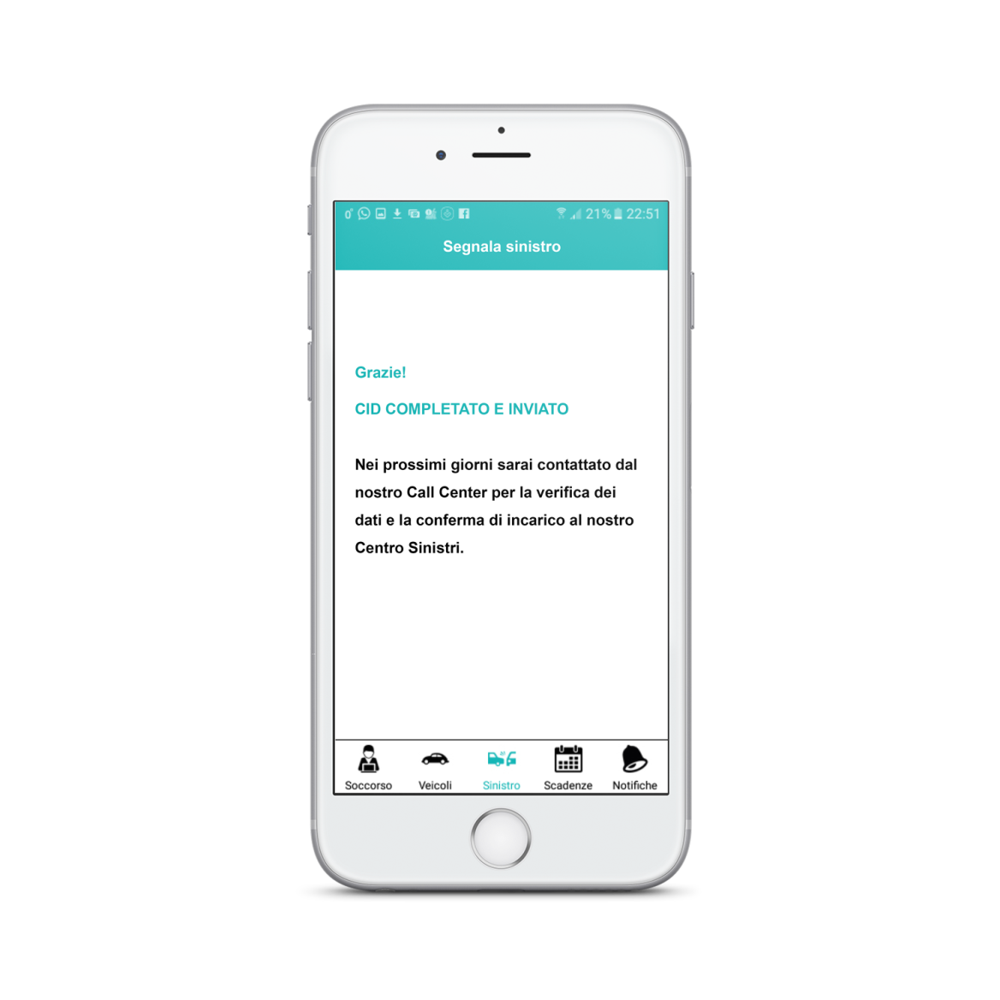 21% 22:51
Segnala sinistro
Grazie!
CID COMPLETATO E INVIATO
Nei prossimi giorni sarai contattato dal
nostro Call Center per la verifica dei
dati e la conferma di incarico al nostro
Centro Sinistri.
Soccorso Veicoli Sinistro Scadenze Notifiche